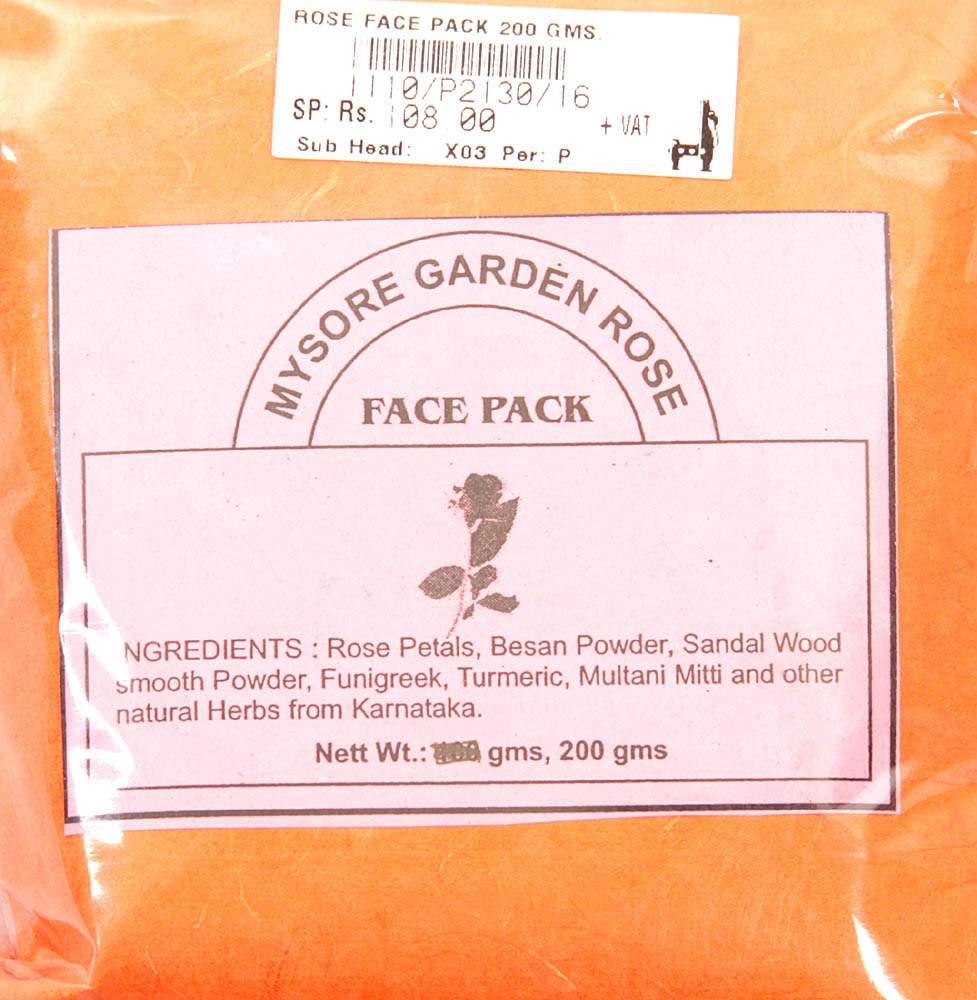 ROSE FACE PACK 200 GMS.
1110/P2130/16
SP: Rs. 108.00 + VAT
Sub Head: X03 Per: P
MYSORE GARDEN ROSE
FACE PACK
INGREDIENTS : Rose Petals, Besan Powder, Sandal Wood
smooth Powder, Funigreek, Turmeric, Multani Mitti and other
natural Herbs from Karnataka.
Nett Wt.: gms, 200 gms